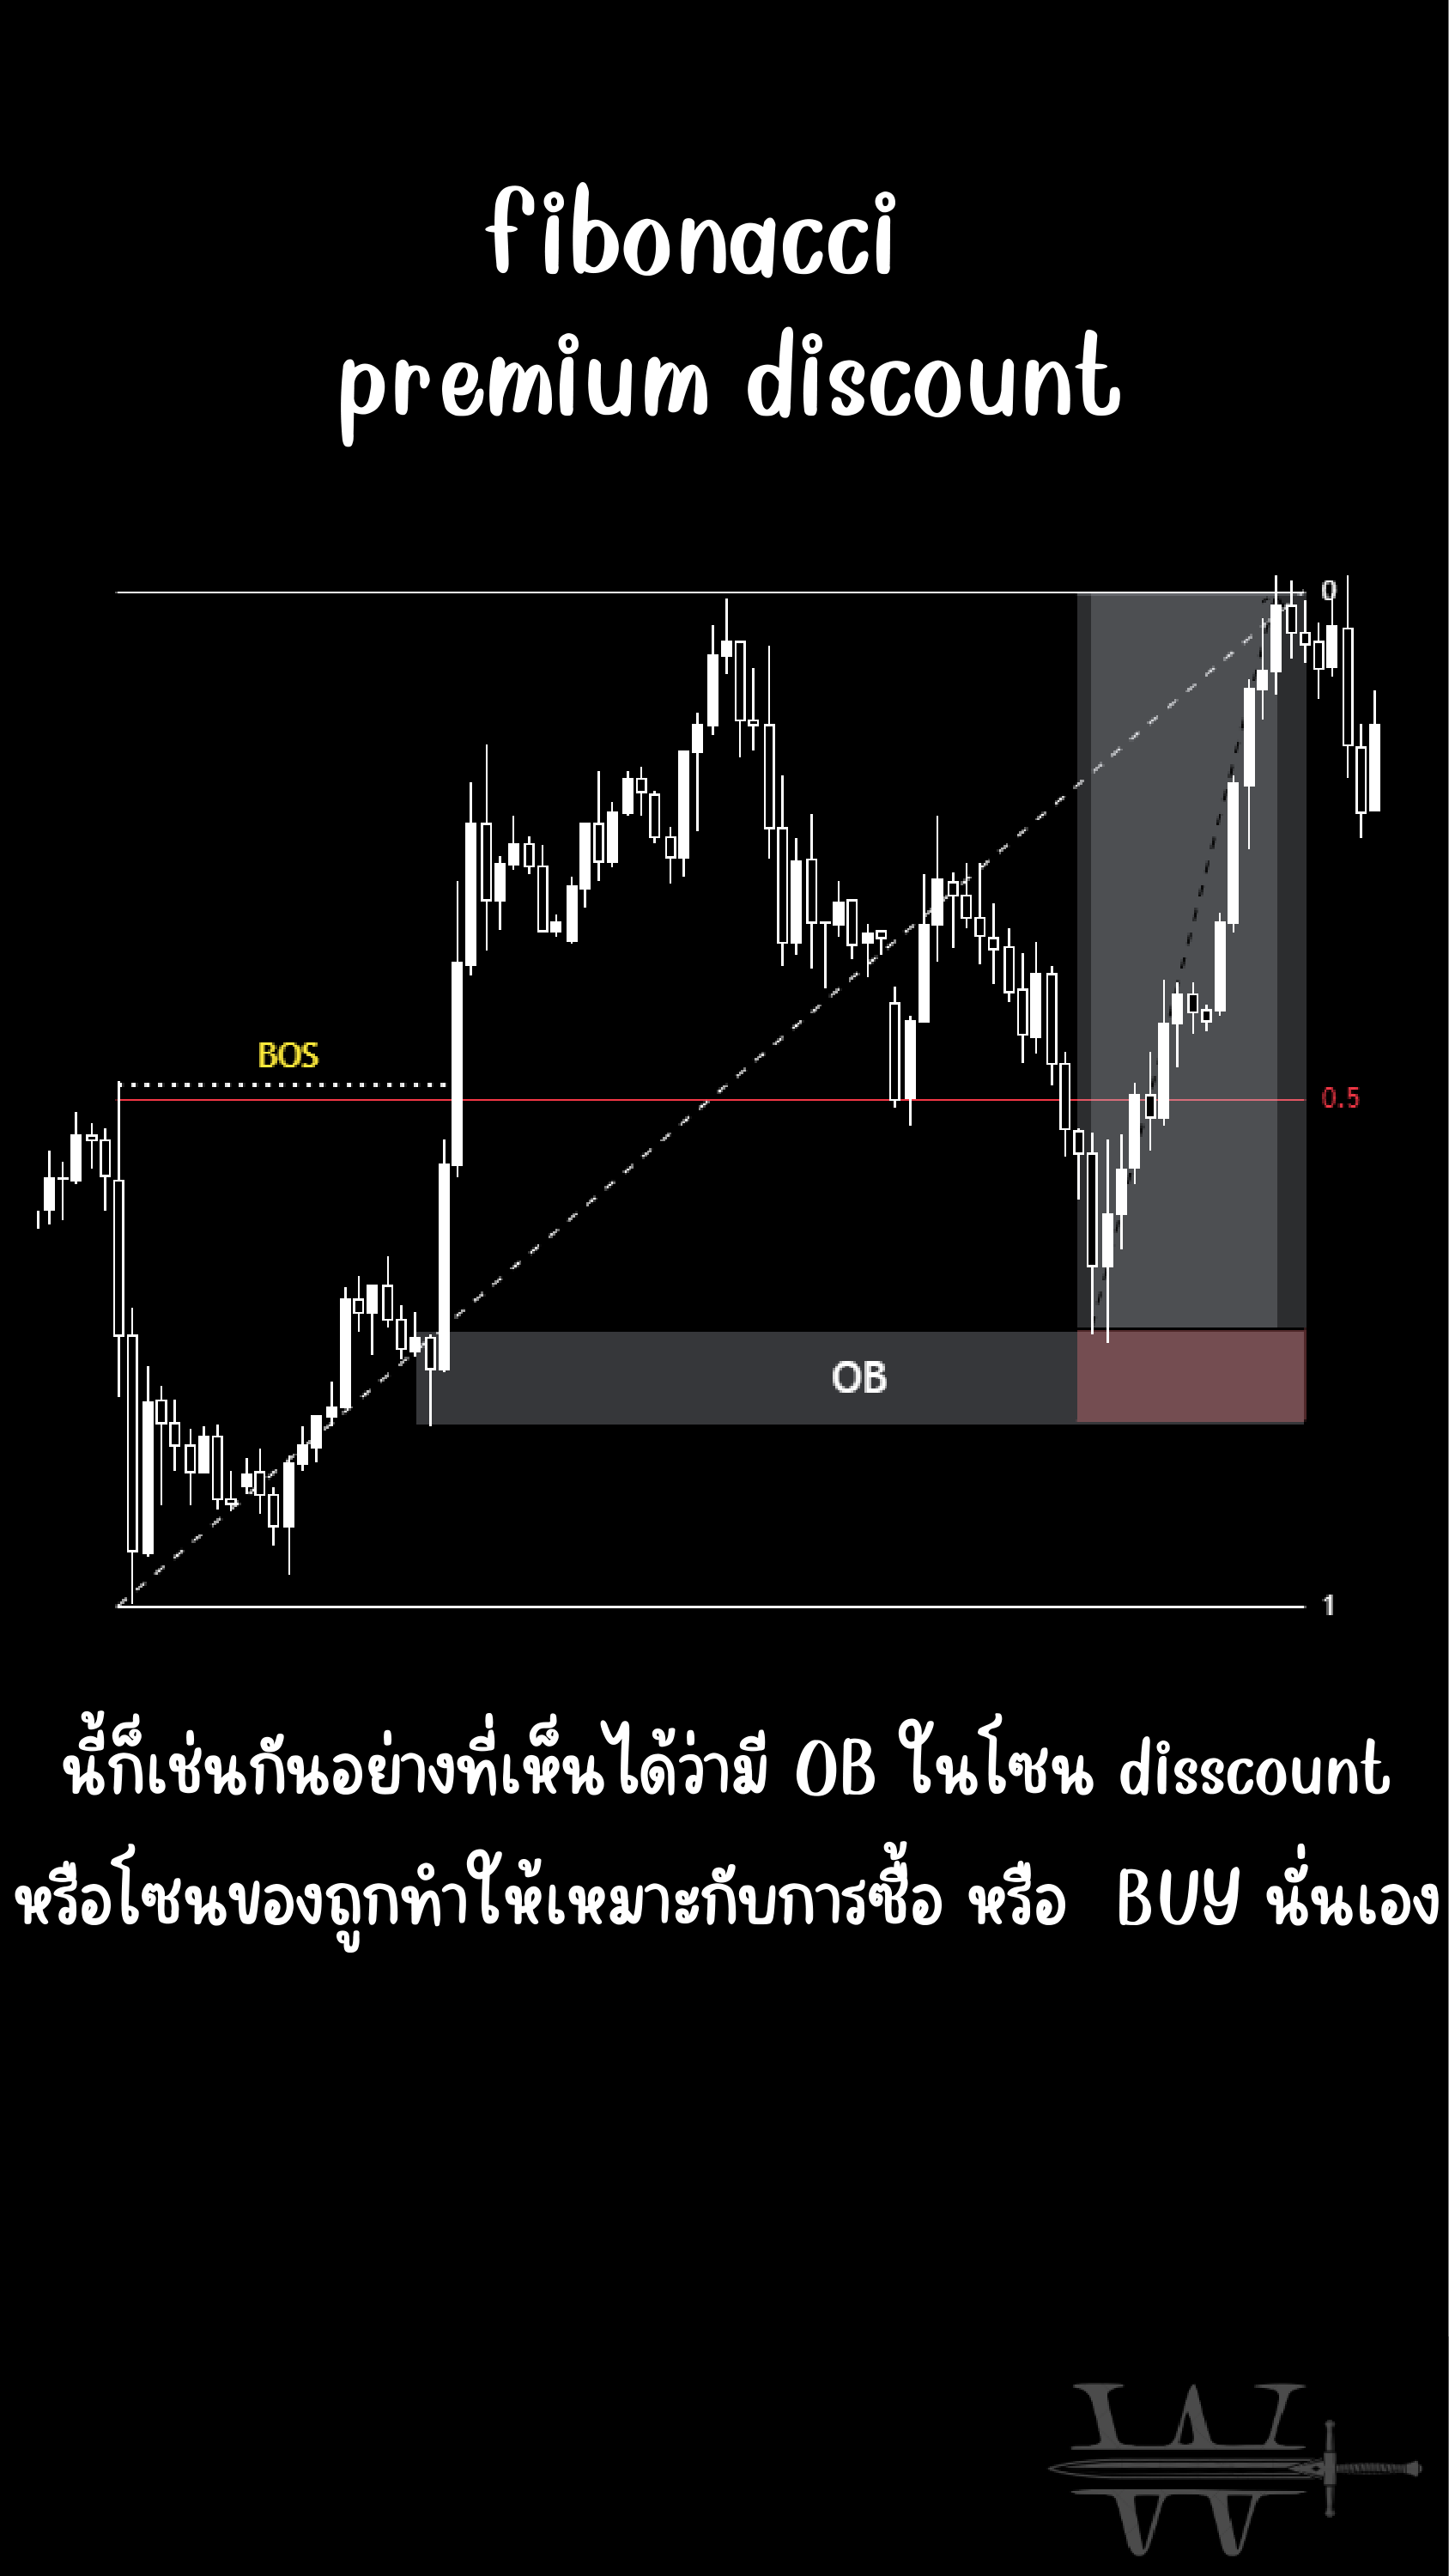 fibonacci
premium discount
0
BOS
0.5
OB
1
นี้ก็เช่นกันอย่างที่เห็นได้ว่ามี OB ในโซน disscount
หรือโซนของถูกทำให้เหมาะกับการซื้อ หรือ BUY นั่นเอง
W